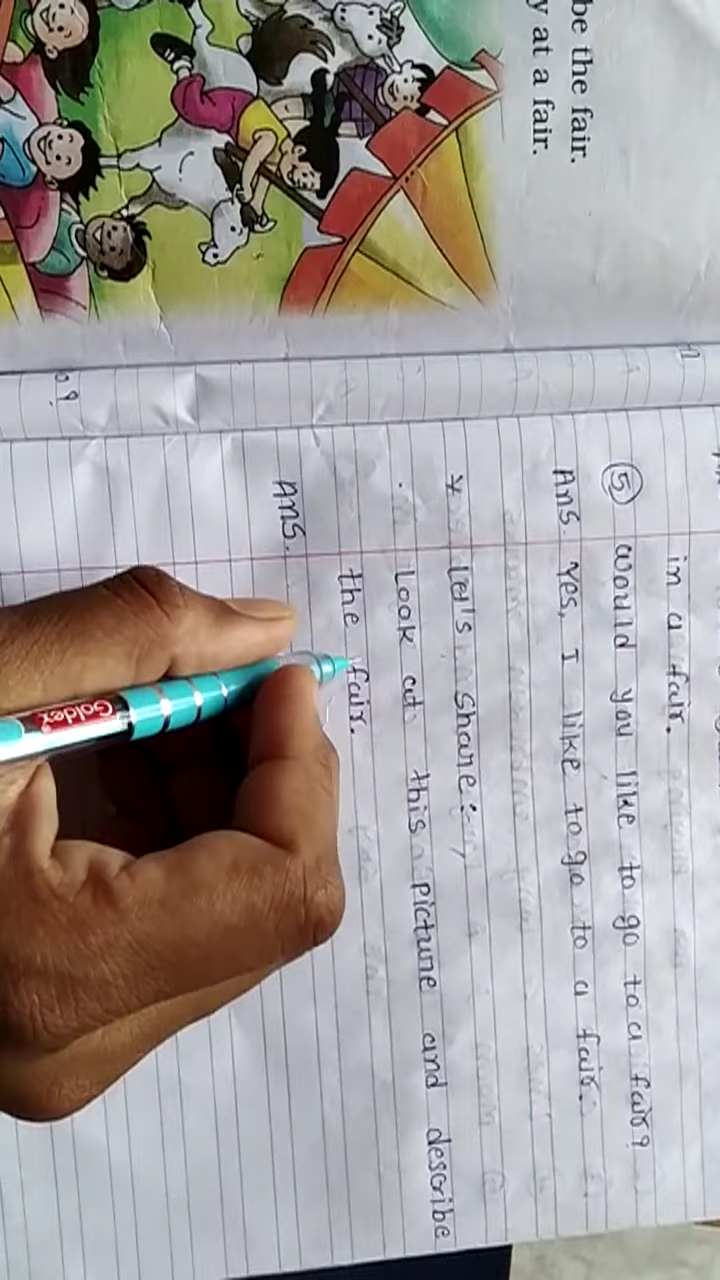 be the fair.
y at a fair.
in a fair.
⑤ would you like to go to a fair?
Ans. Yes, I like to go to a fair.
* Let's share:-
Look at this picture and describe
the fair.
Ans.
Goldex